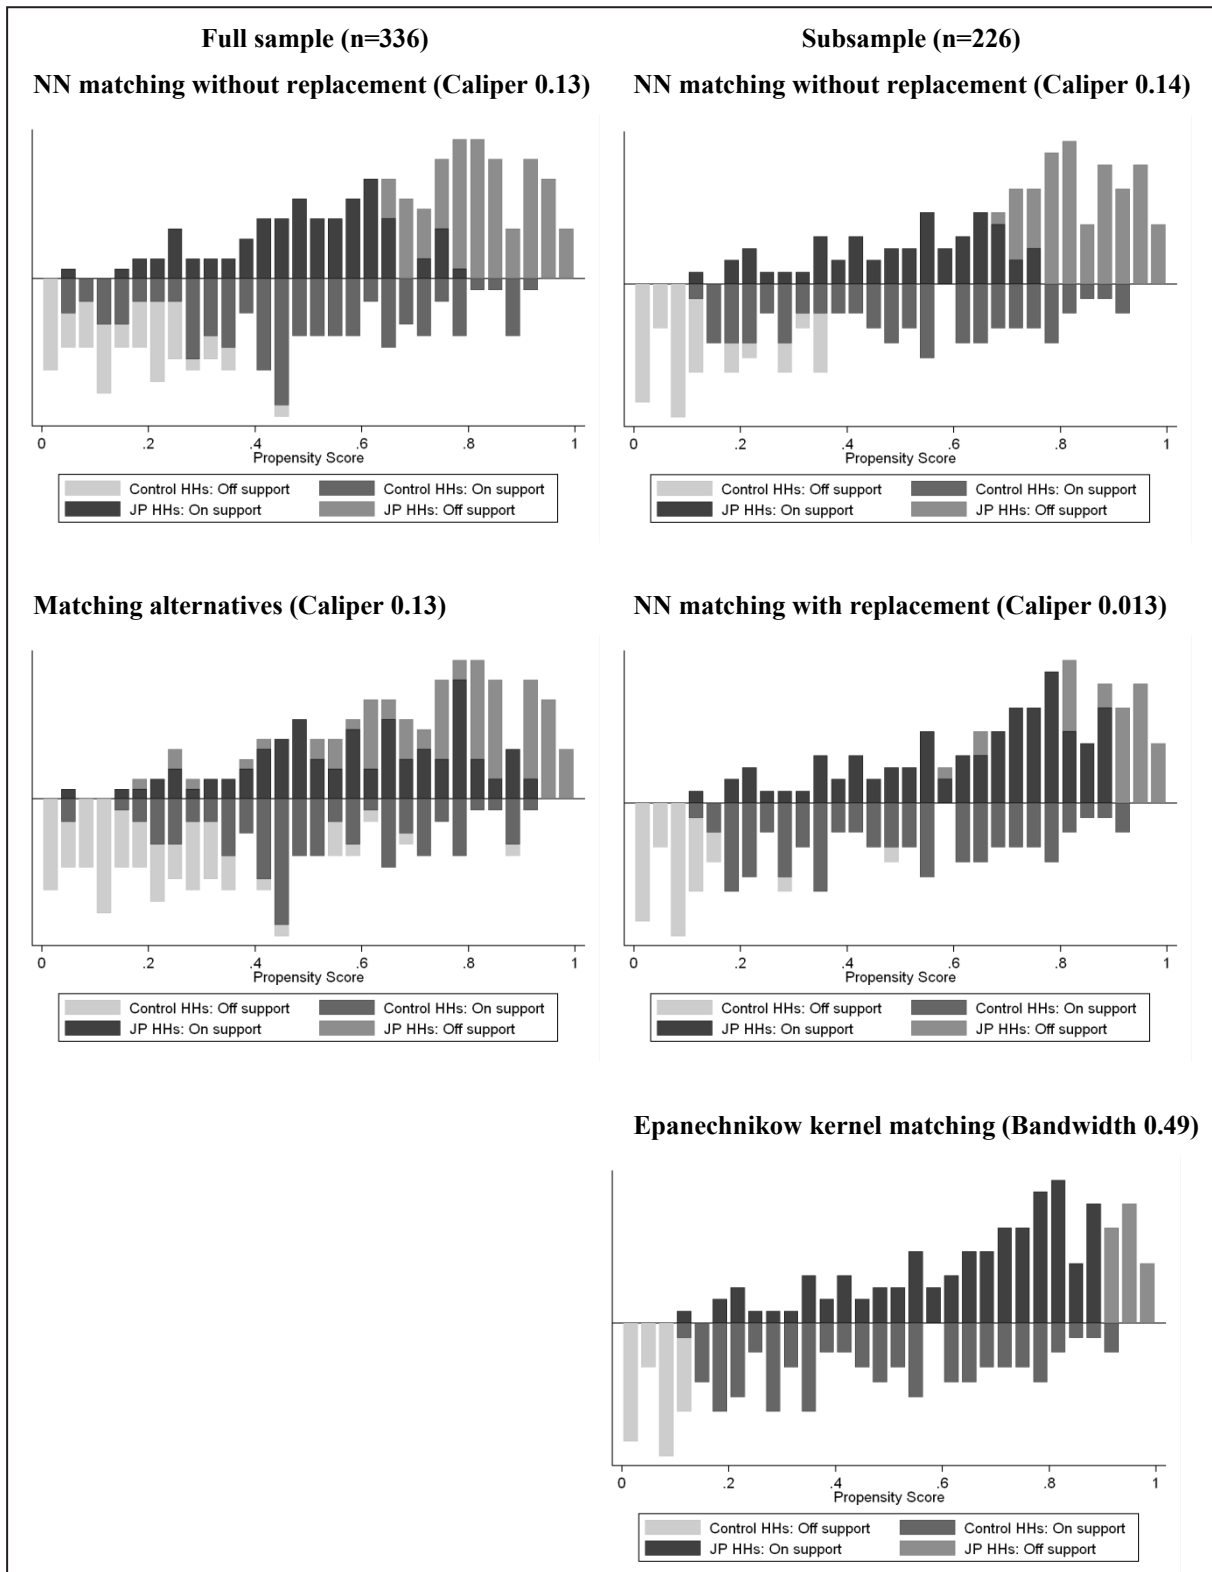 Full sample (n=336)
Subsample (n=226)
NN matching without replacement (Caliper 0.13)
NN matching without replacement (Caliper 0.14)
0 .2 .4 .6 .8 1
Propensity Score
Control HHs: Off support Control HHs: On support
JP HHs: On support JP HHs: Off support
0 .2 .4 .6 .8 1
Propensity Score
Control HHs: Off support Control HHs: On support
JP HHs: On support JP HHs: Off support
Matching alternatives (Caliper 0.13)
NN matching with replacement (Caliper 0.013)
0 .2 .4 .6 .8 1
Propensity Score
Control HHs: Off support Control HHs: On support
JP HHs: On support JP HHs: Off support
0 .2 .4 .6 .8 1
Propensity Score
Control HHs: Off support Control HHs: On support
JP HHs: On support JP HHs: Off support
Epanechnikow kernel matching (Bandwidth 0.49)
0 .2 .4 .6 .8 1
Propensity Score
Control HHs: Off support Control HHs: On support
JP HHs: On support JP HHs: Off support